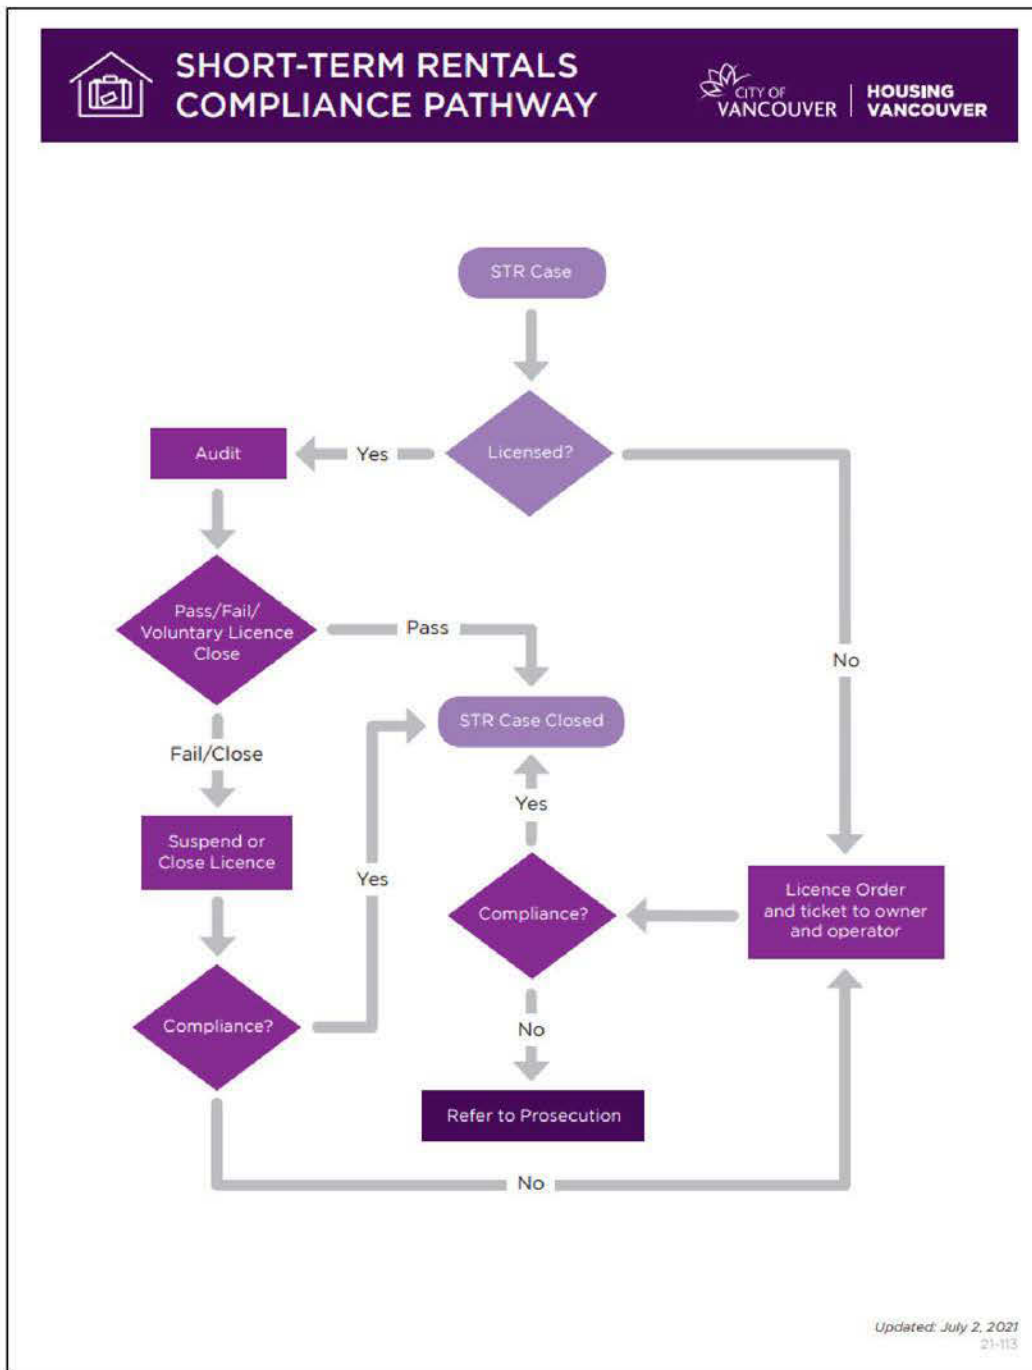 SHORT-TERM RENTALS
COMPLIANCE PATHWAY
CITY OF
VANCOUVER
HOUSING
VANCOUVER
STR Case
Licensed?
Yes
Audit
Pass/Fail/
Voluntary Licence
Close
Pass
No
STR Case Closed
Fail/Close
Yes
Suspend or
Close Licence
Yes
Compliance?
Licence Order
and ticket to owner
and operator
Compliance?
No
Refer to Prosecution
No
Updated: July 2, 2021
21-113